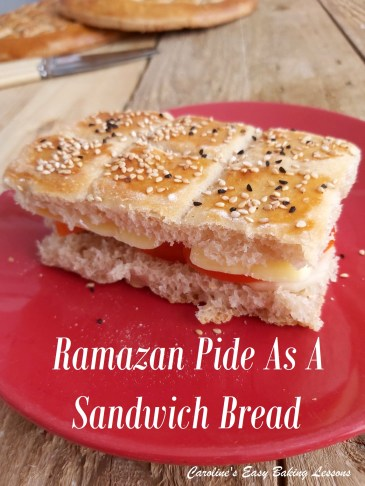 Ramazan Pide As A
Sandwich Bread
Caroline's Easy Baking Lessons